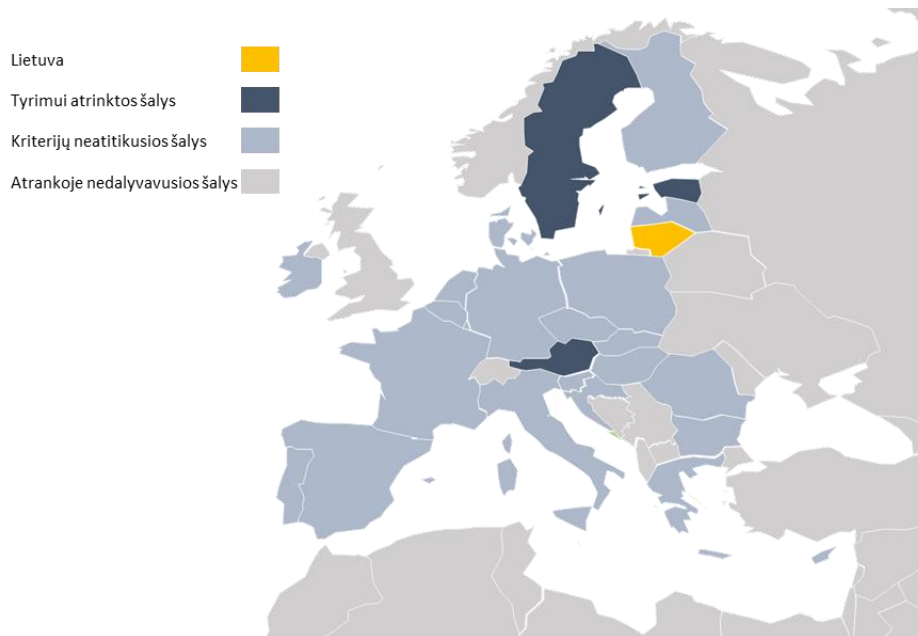 Lietuva
Tyrimui atrinktos šalys
Kriterijų neatitikusios šalys
Atrankoje nedalyvavusios šalys